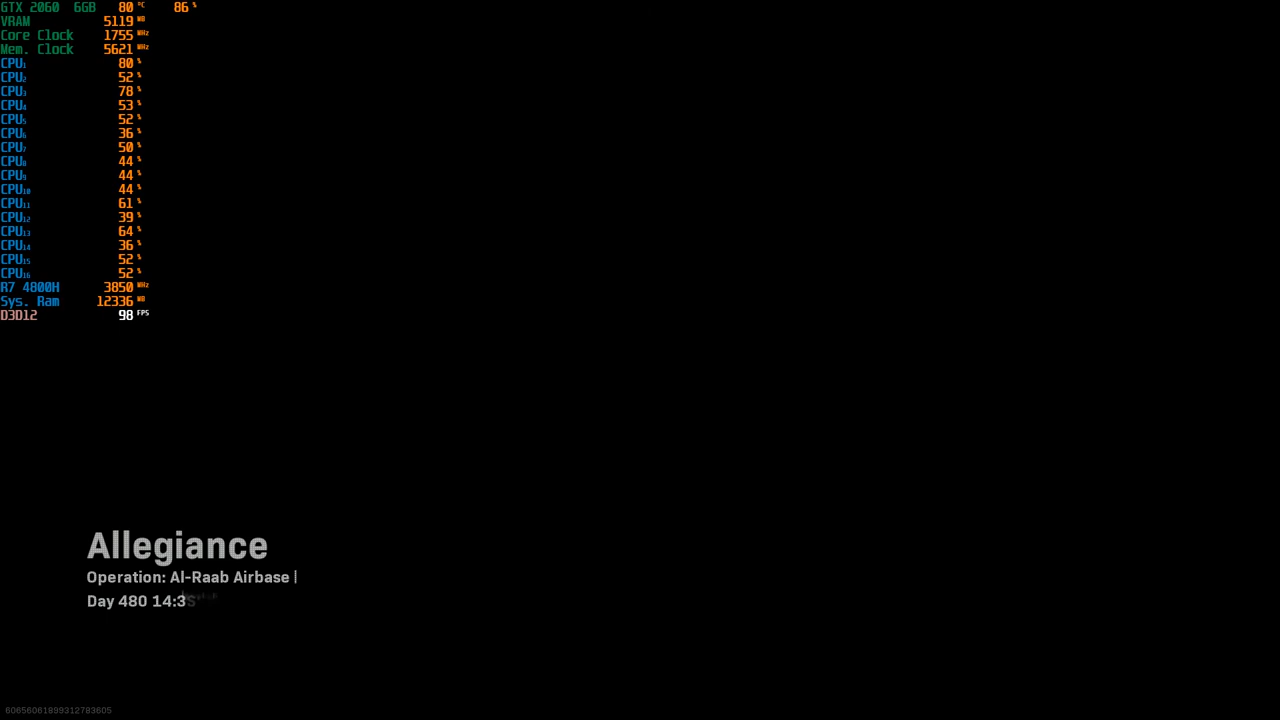 GTX 2060 6GB 80 °C 86 %
VRAM 5119 MB
Core Clock 1755 MHz
Mem. Clock 5621 MHz
CPU1 80 %
CPU2 52 %
CPU3 78 %
CPU4 53 %
CPU5 52 %
CPU6 36 %
CPU7 50 %
CPU8 44 %
CPU9 44 %
CPU10 44 %
CPU11 61 %
CPU12 39 %
CPU13 64 %
CPU14 36 %
CPU15 52 %
CPU16 52 %
R7 4800H 3850 MHz
Sys. Ram 12336 MB
D3D12 98 FPS
Allegiance
Operation: Al-Raab Airbase |
Day 480 14:3
60656061899312783605